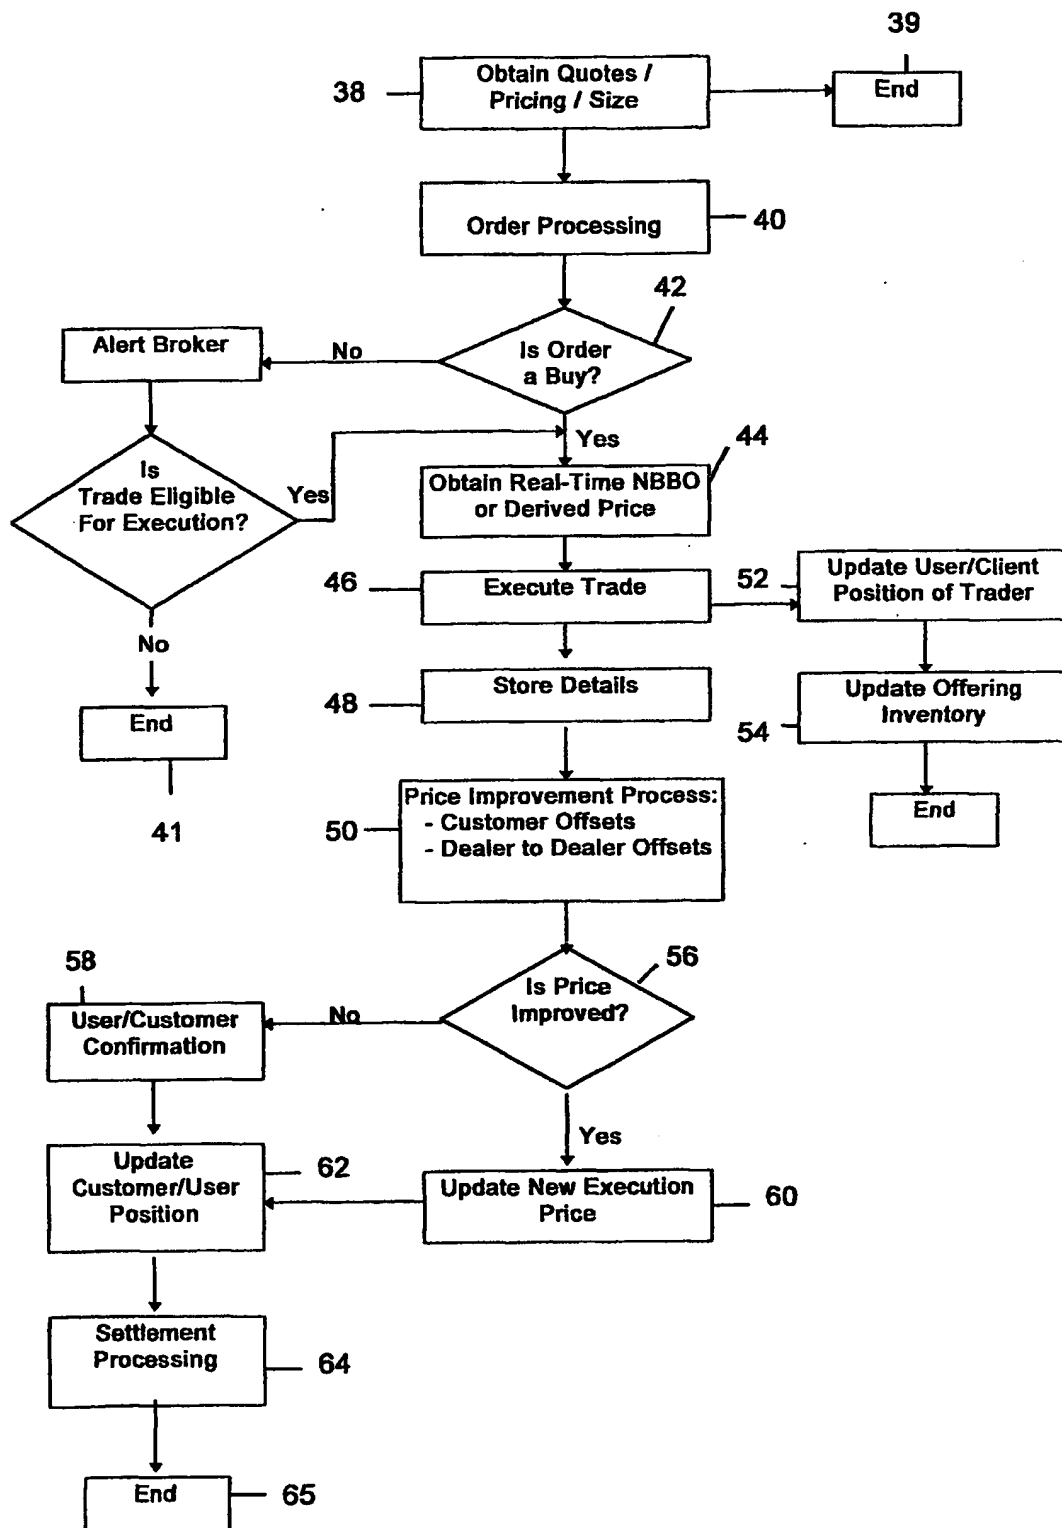 39
38
Obtain Quotes /
Pricing / Size
End
Order Processing
40
42
Alert Broker
No
Is Order
a Buy?
Yes
44
Is
Trade Eligible
For Execution?
Yes
Obtain Real-Time NBBO
or Derived Price
46
Execute Trade
52
Update User/Client
Position of Trader
No
48
Store Details
Update Offering
Inventory
54
End
41
Price Improvement Process:
- Customer Offsets
- Dealer to Dealer Offsets
50
End
58
56
Is Price
Improved?
No
User/Customer
Confirmation
Yes
Update
Customer/User
Position
62
Update New Execution
Price
60
Settlement
Processing
64
End
65